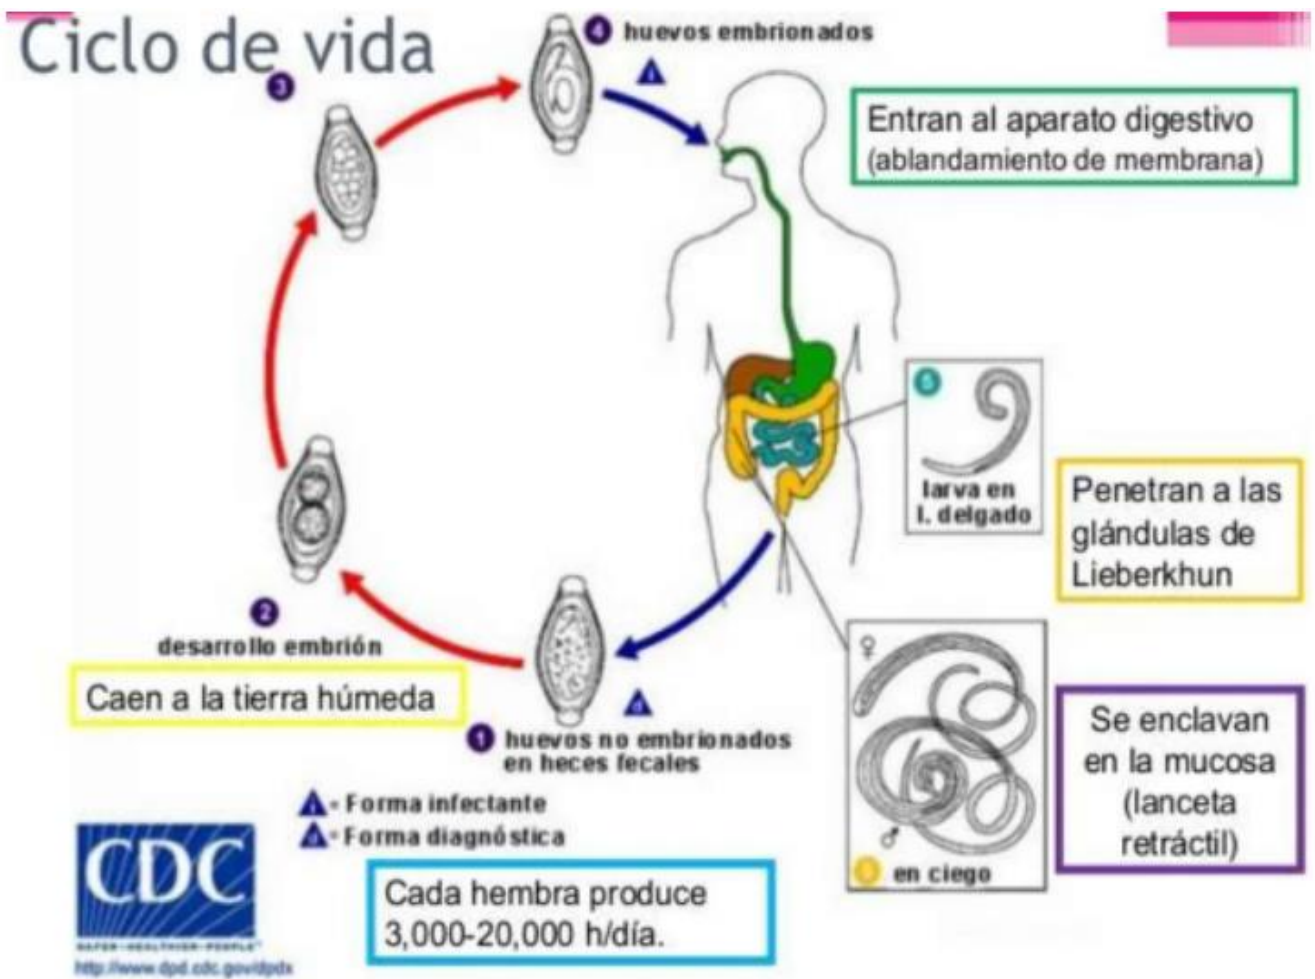 Ciclo de vida
4 huevos embrionados
i
3
Entran al aparato digestivo
(ablandamiento de membrana)
5
larva en
I. delgado
Penetran a las
glándulas de
Lieberkhun
2
desarrollo embrión
Caen a la tierra húmeda
d
1 huevos no embrionados
en heces fecales
♀
♂
en ciego
Se enclavan
en la mucosa
(lanceta
retráctil)
i = Forma infectante
d = Forma diagnóstica
Cada hembra produce
3,000-20,000 h/día.
CDC
SAFER•HEALTHIER•PEOPLE™
http://www.dpd.cdc.gov/dpdx